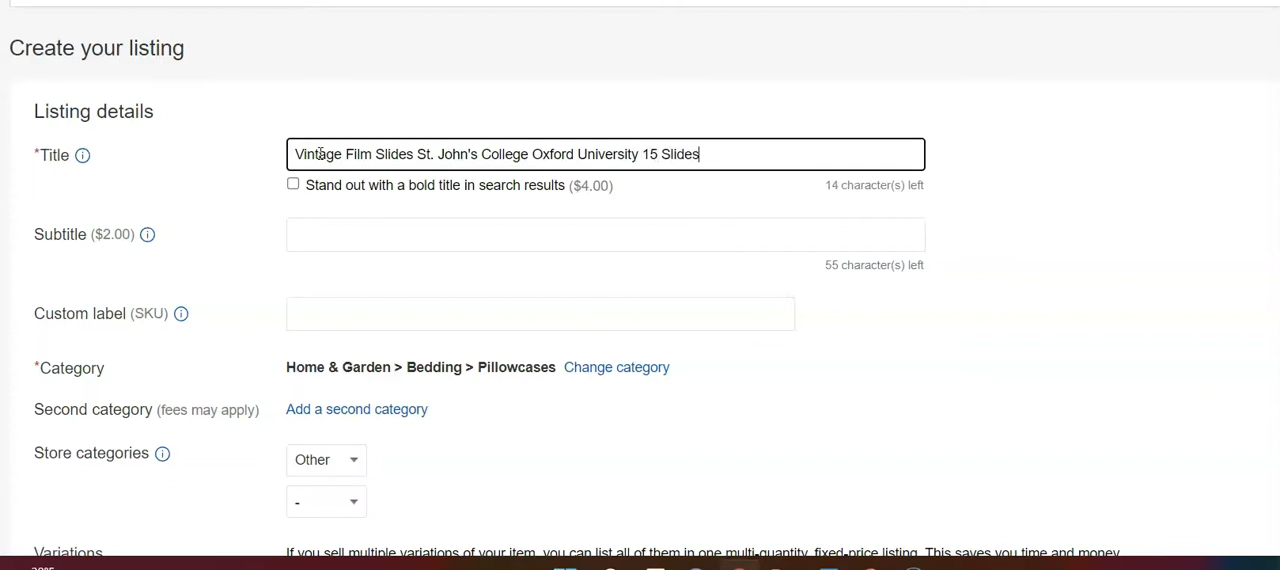 Create your listing
Listing details
*Title
Vintage Film Slides St. John's College Oxford University 15 Slides
Stand out with a bold title in search results ($4.00)
14 character(s) left
Subtitle ($2.00)
55 character(s) left
Custom label (SKU)
*Category
Home & Garden > Bedding > Pillowcases Change category
Second category (fees may apply)
Add a second category
Store categories
Other
-
Variations
If you sell multiple variations of your item, you can list all of them in one multi-quantity, fixed-price listing. This saves you time and money